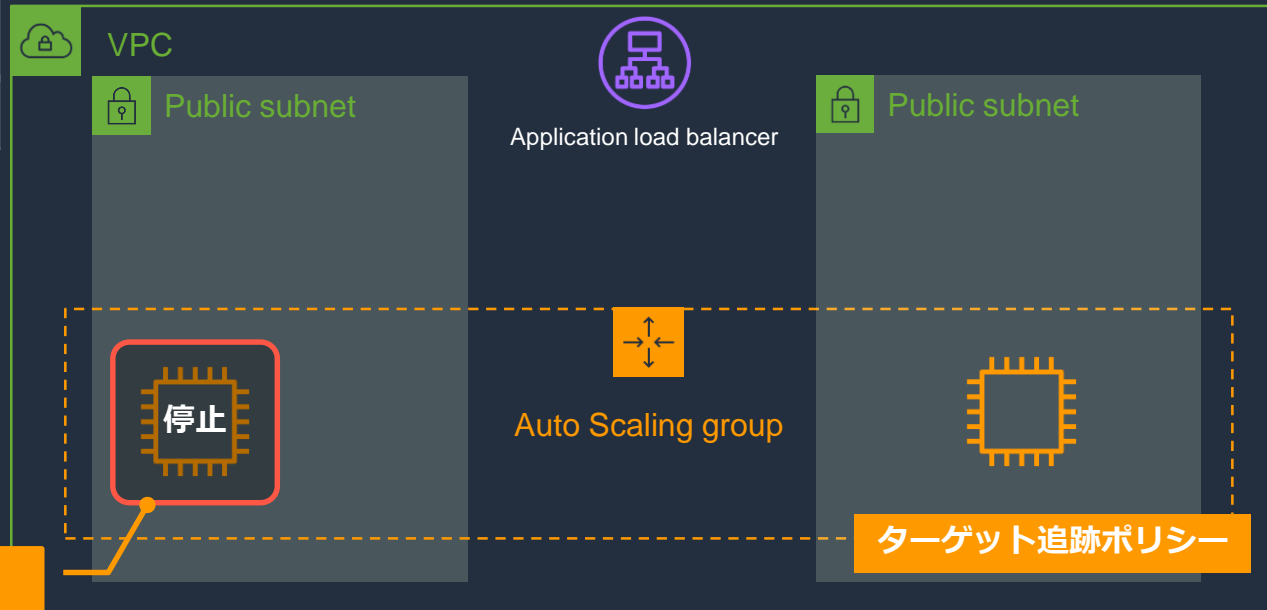 VPC
Public subnet
Public subnet
Application load balancer
停止
Auto Scaling group
ターゲット追跡ポリシー